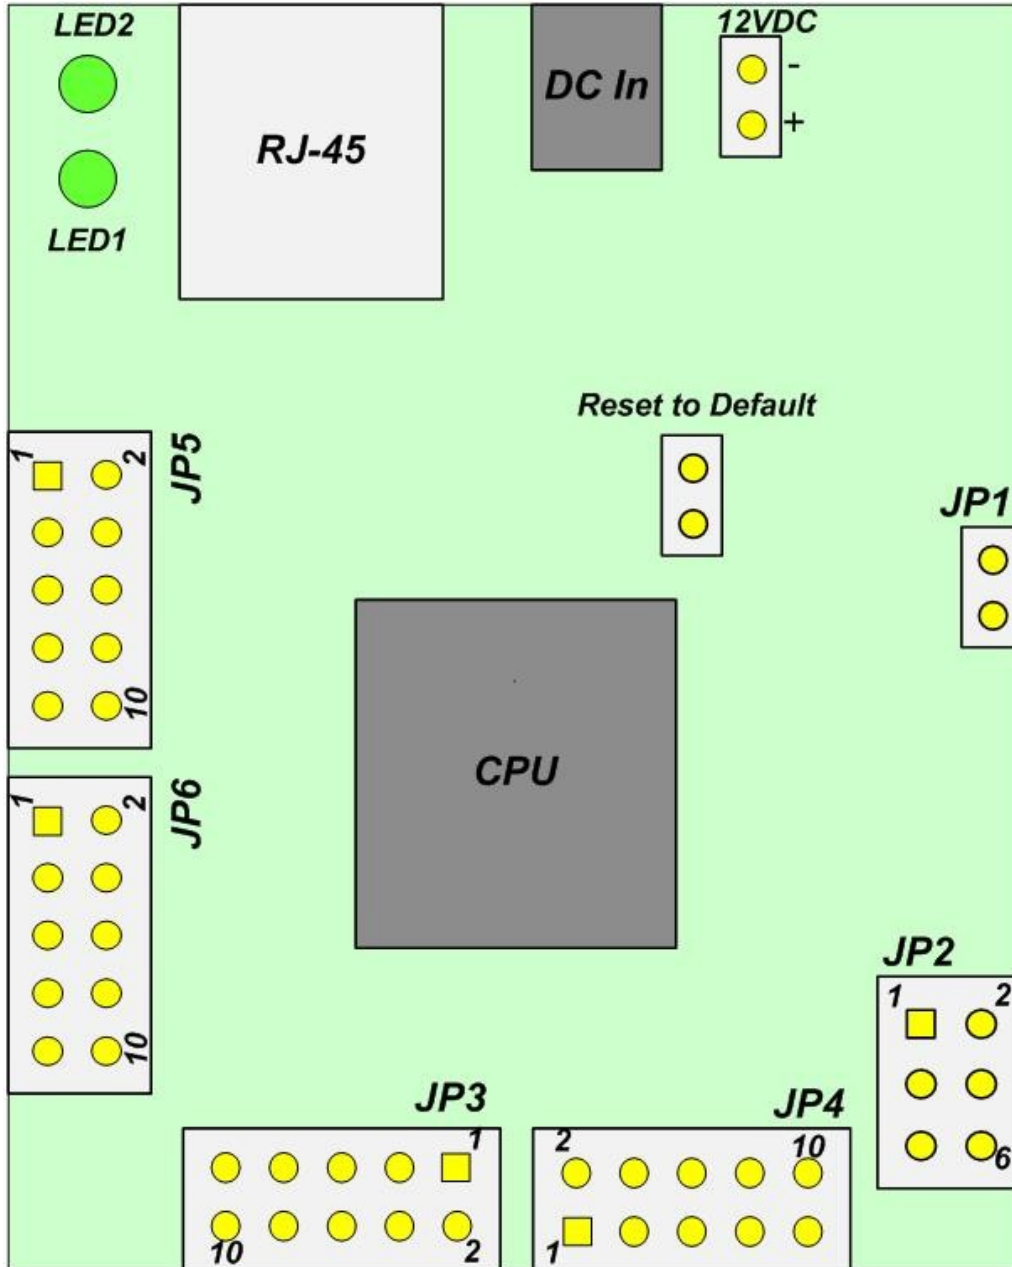 LED2
12VDC
DC In
-
+
RJ-45
LED1
Reset to Default
1
2
JP5
10
JP1
CPU
1
2
JP6
10
JP2
1
2
6
JP3
1
10
2
JP4
2
10
1